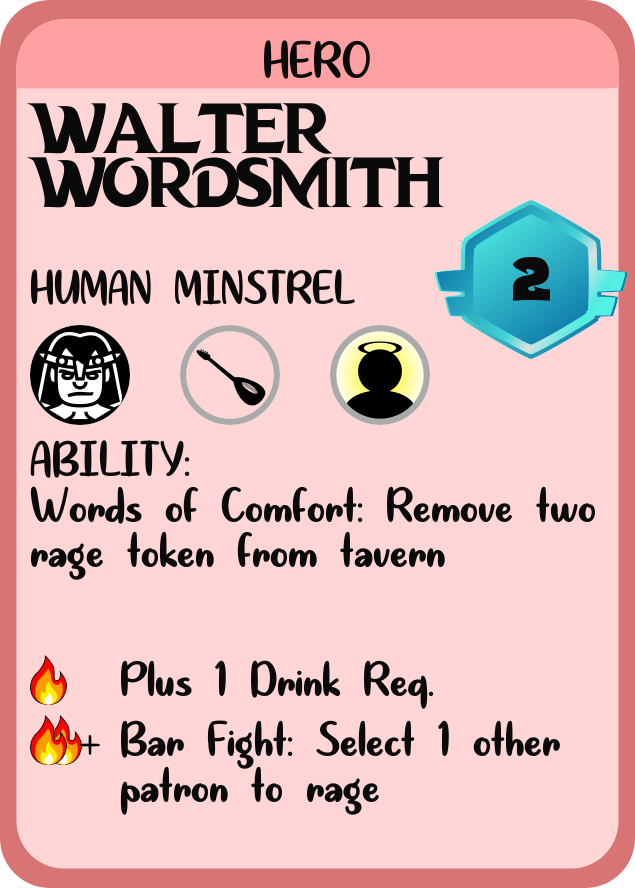 HERO
WALTER
WORDSMITH
2
HUMAN MINSTREL
ABILITY:
Words of Comfort: Remove two
rage token from tavern
Plus 1 Drink Req.
+ Bar Fight: Select 1 other
patron to rage